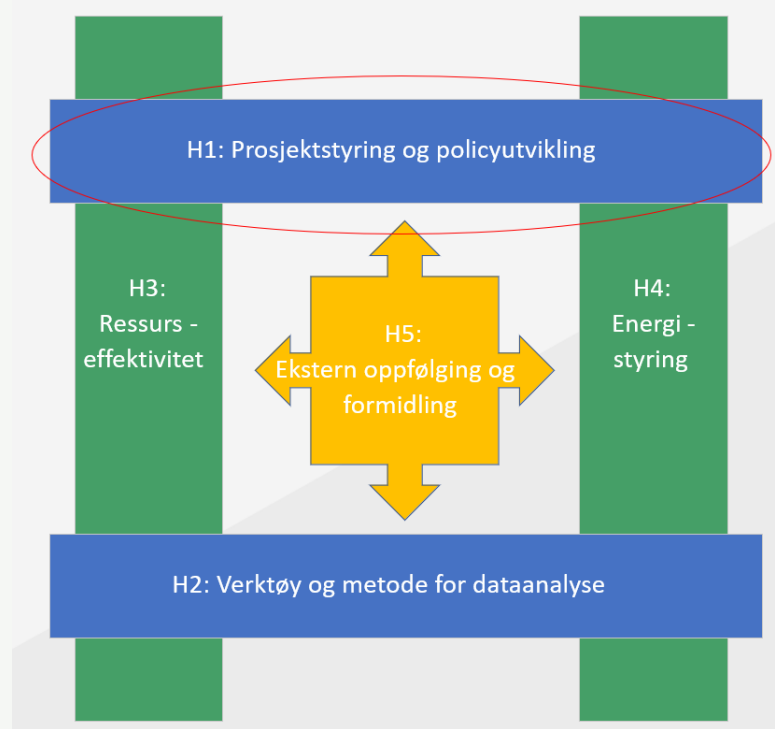 H1: Prosjektstyring og policyutvikling
H3:
Ressurs -
effektivitet
H5:
Ekstern oppfølging og
formidling
H4:
Energi -
styring
H2: Verktøy og metode for dataanalyse